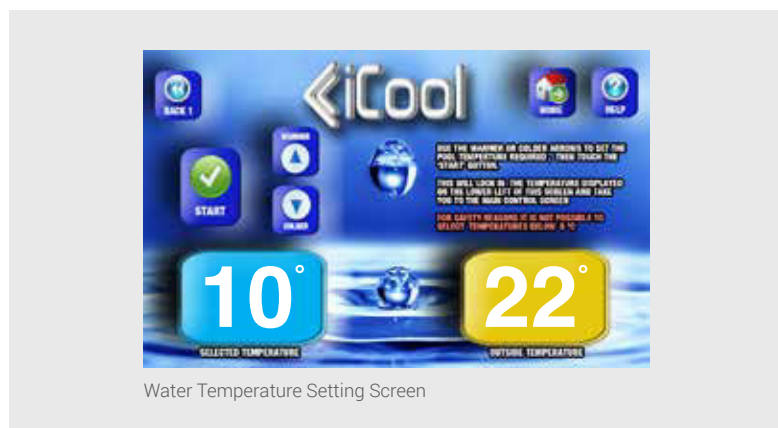 BACK 1
iCool
HOME
HELP
WARMER
START
COLDER
USE THE WARMER OR COLDER ARROWS TO SET THE
POOL TEMPERTURE REQUIRED : THEN TOUCH THE
'START' BUTTON.
THIS WILL LOCK IN THE TEMPERATURE DISPLAYED
ON THE LOWER LEFT OF THIS SCREEN AND TAKE
YOU TO THE MAIN CONTROL SCREEN
FOR SAFETY REASONS IT IS NOT POSSIBLE TO
SELECT TEMPERATURES BELOW °C
10°
22°
SELECTED TEMPERATURE
OUTSIDE TEMPERATURE
Water Temperature Setting Screen